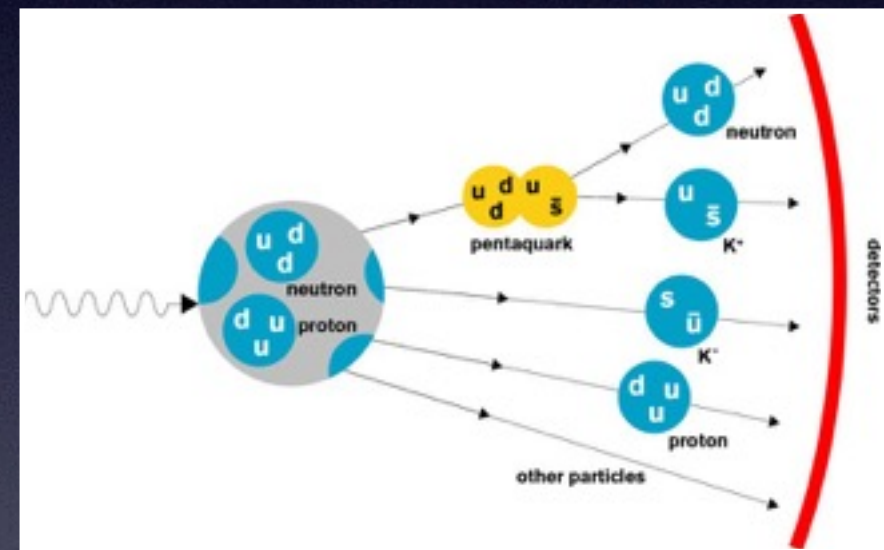 u d
d
neutron
u d u
d s̄
pentaquark
u
s̄
K⁺
u d
d
neutron
d u
u
proton
s
ū
K⁻
d u
u
proton
other particles
detectors